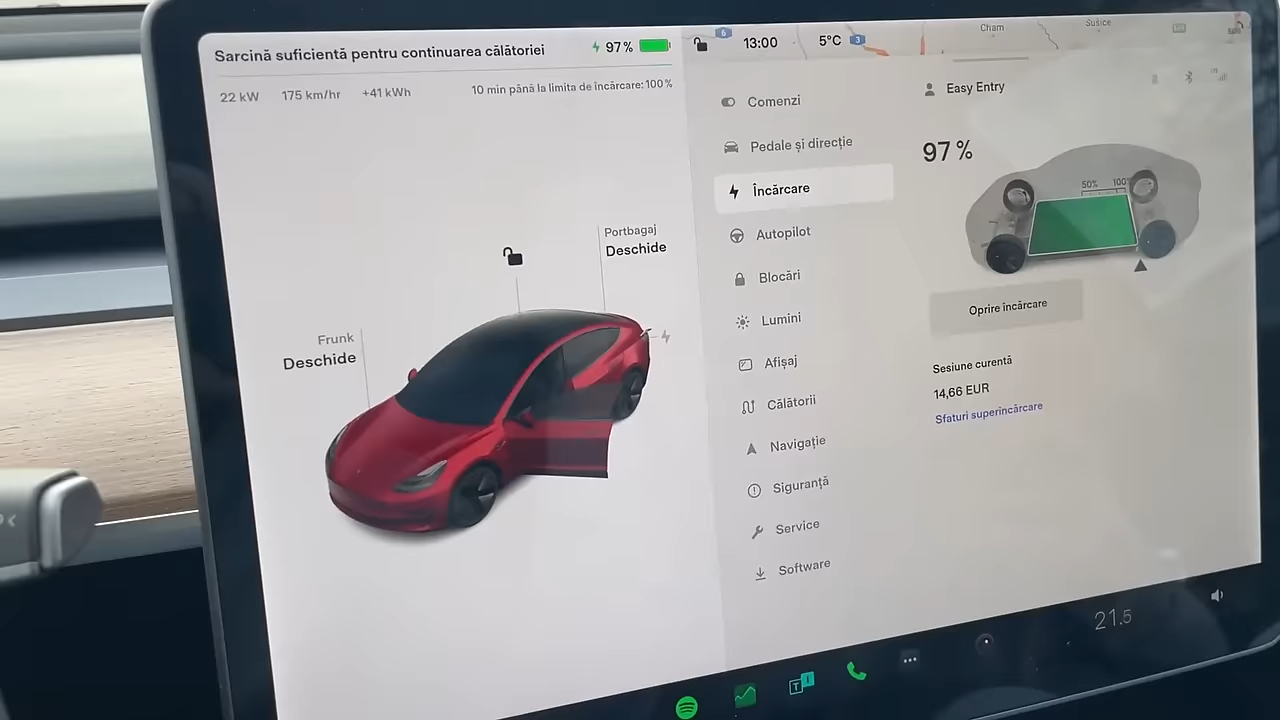 Sarcină suficientă pentru continuarea călătoriei
97 %
22 kW 175 km/hr +41 kWh
10 min până la limita de încărcare: 100 %
Portbagaj
Deschide
Frunk
Deschide
6
13:00
5°C
3
Cham
Sušice
Comenzi
Pedale și direcție
Încărcare
Autopilot
Blocări
Lumini
Afișaj
Călătorii
Navigație
Siguranță
Service
Software
Easy Entry
97 %
50% 100%
Oprire încărcare
Sesiune curentă
14,66 EUR
Sfaturi superîncărcare
21.5